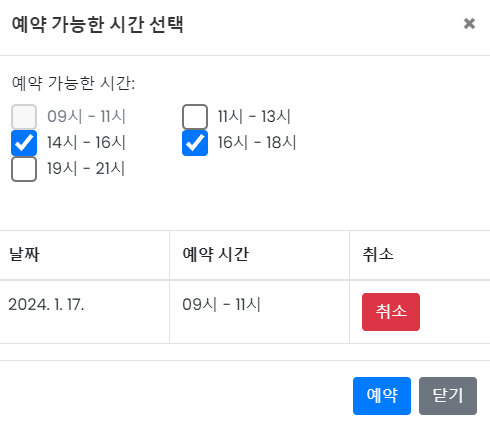 예약 가능한 시간 선택 ×
예약 가능한 시간:
09시 - 11시 11시 - 13시
14시 - 16시 16시 - 18시
19시 - 21시
날짜 예약 시간 취소
2024. 1. 17. 09시 - 11시 취소
예약 닫기